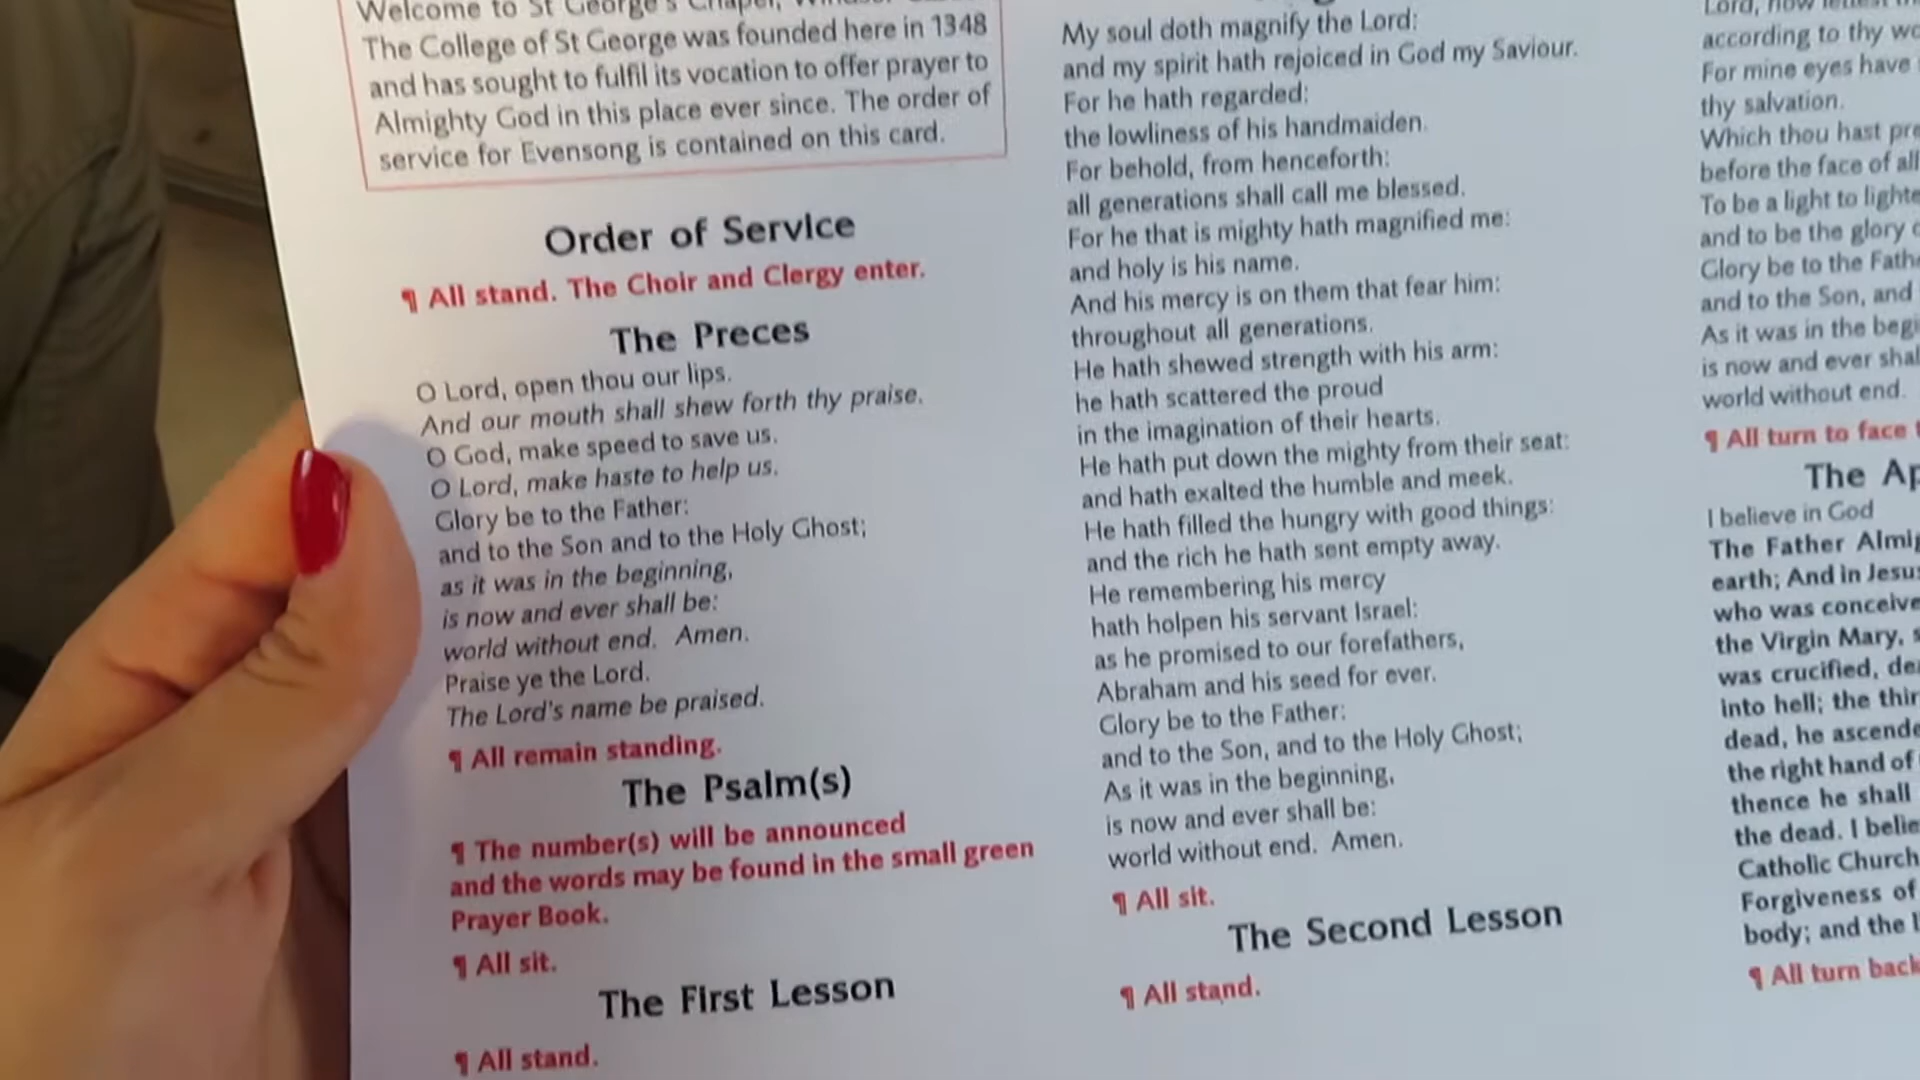 Welcome to St George's Chapel,
The College of St George was founded here in 1348
and has sought to fulfil its vocation to offer prayer to
Almighty God in this place ever since. The order of
service for Evensong is contained on this card.
Order of Service
¶ All stand. The Choir and Clergy enter.
The Preces
O Lord, open thou our lips.
And our mouth shall shew forth thy praise.
O God, make speed to save us.
O Lord, make haste to help us.
Glory be to the Father:
and to the Son and to the Holy Ghost;
as it was in the beginning,
is now and ever shall be:
world without end. Amen.
Praise ye the Lord.
The Lord's name be praised.
¶ All remain standing.
The Psalm(s)
¶ The number(s) will be announced
and the words may be found in the small green
Prayer Book.
¶ All sit.
The First Lesson
¶ All stand.
My soul doth magnify the Lord:
and my spirit hath rejoiced in God my Saviour.
For he hath regarded:
the lowliness of his handmaiden.
For behold, from henceforth:
all generations shall call me blessed.
For he that is mighty hath magnified me:
and holy is his name.
And his mercy is on them that fear him:
throughout all generations.
He hath shewed strength with his arm:
he hath scattered the proud
in the imagination of their hearts.
He hath put down the mighty from their seat:
and hath exalted the humble and meek.
He hath filled the hungry with good things:
and the rich he hath sent empty away.
He remembering his mercy
hath holpen his servant Israel:
as he promised to our forefathers,
Abraham and his seed for ever.
Glory be to the Father:
and to the Son, and to the Holy Ghost;
As it was in the beginning,
is now and ever shall be:
world without end. Amen.
¶ All sit.
The Second Lesson
¶ All stand.
Lord, now
according to thy
For mine eyes have
thy salvation.
Which thou hast
before the face of all
To be a light to
and to be the glory
Glory be to the
and to the Son, and
As it was in the
is now and ever
world without end.
¶ All turn to face
The
I believe in God
The Father
earth; And in
who was
the Virgin Mary,
was crucified,
into hell; the
dead, he
the right hand of
thence he shall
the dead. I
Catholic Church
Forgiveness of
body; and the
¶ All turn